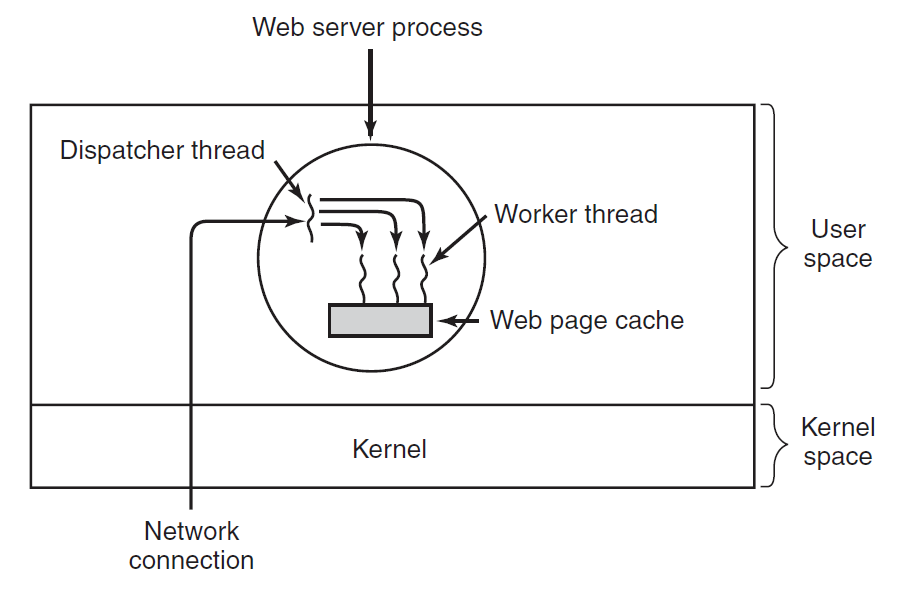 Web server process
Dispatcher thread
Worker thread
User
space
Web page cache
Kernel
Kernel
space
Network
connection